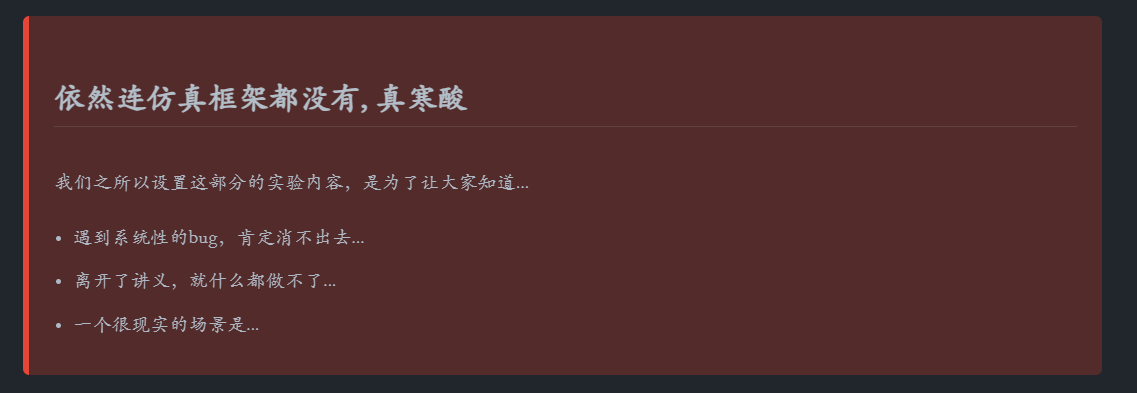 依然连仿真框架都没有, 真寒酸
我们之所以设置这部分的实验内容，是为了让大家知道...
• 遇到系统性的bug，肯定消不出去...
• 离开了讲义，就什么都做不了...
• 一个很现实的场景是...